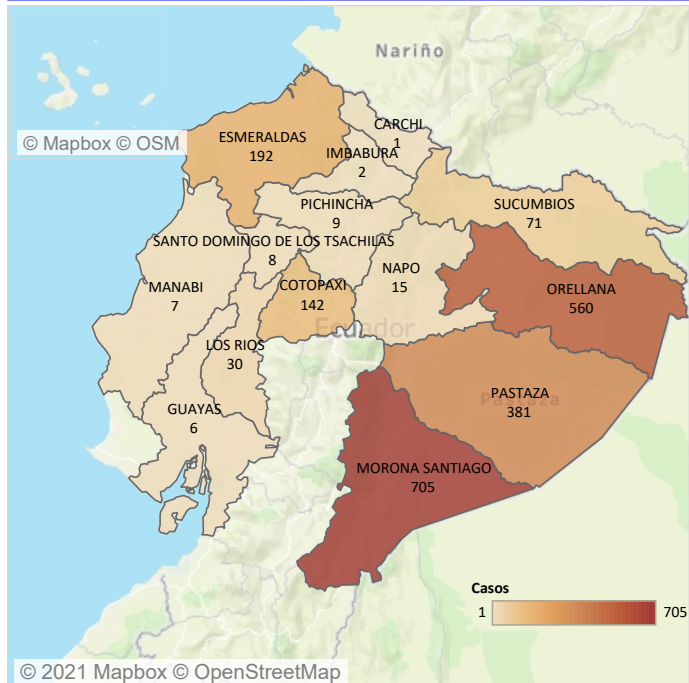 Nariño
© Mapbox © OSM
CARCHI
1
ESMERALDAS
192
IMBABURA
2
PICHINCHA
9
SUCUMBIOS
71
SANTO DOMINGO DE LOS TSACHILAS
8
NAPO
15
MANABI
7
COTOPAXI
142
ORELLANA
560
Ecuador
LOS RIOS
30
PASTAZA
Pastaza
381
GUAYAS
6
MORONA SANTIAGO
705
Casos
1 705
© 2021 Mapbox © OpenStreetMap